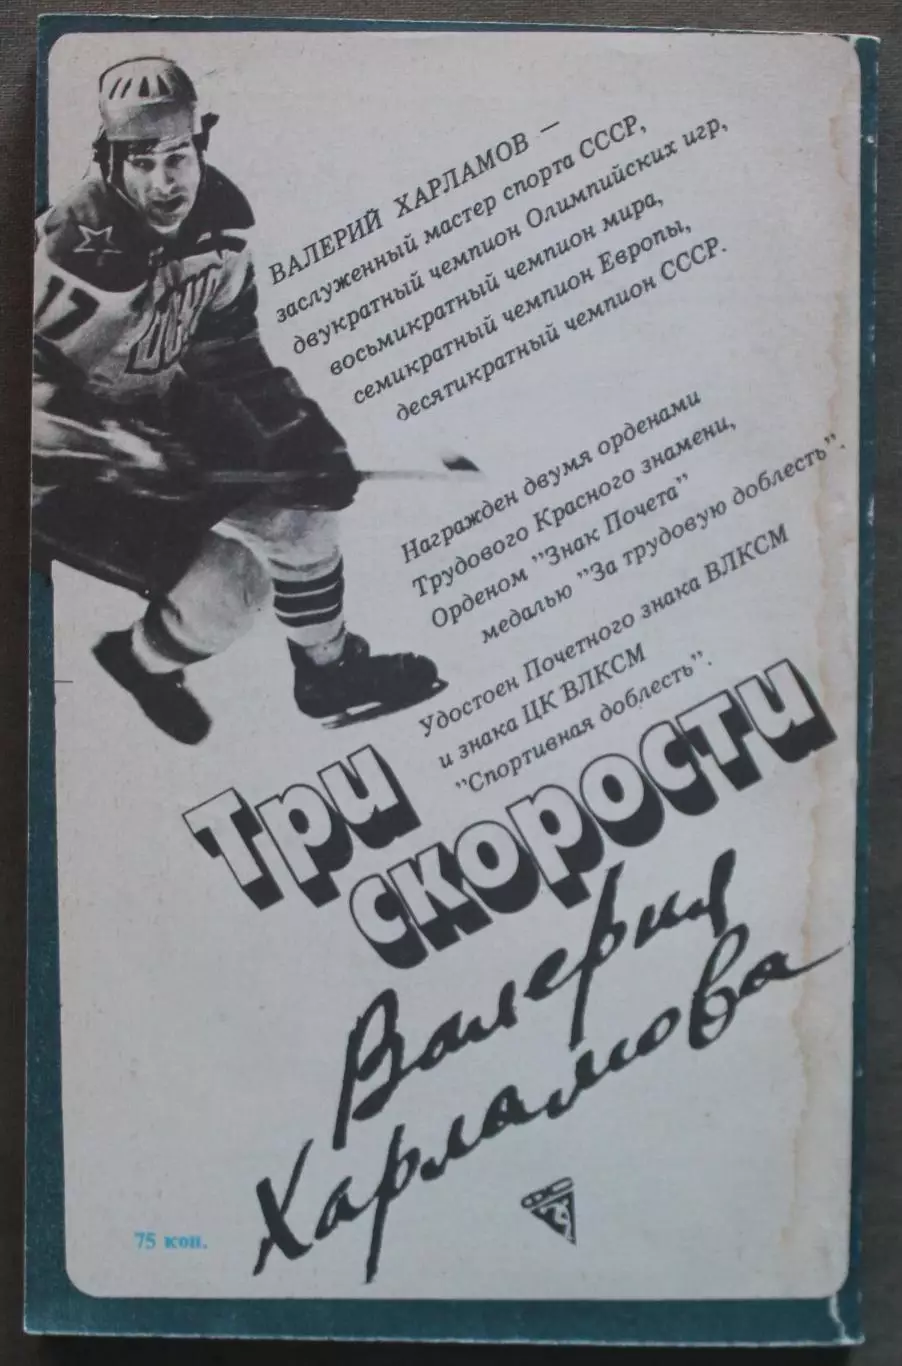 ВАЛЕРИЙ ХАРЛАМОВ —
заслуженный мастер спорта СССР,
двукратный чемпион Олимпийских игр,
восьмикратный чемпион мира,
семикратный чемпион Европы,
десятикратный чемпион СССР.
Награжден двумя орденами
Трудового Красного знамени,
Орденом "Знак Почета"
медалью "За трудовую доблесть".
Удостоен Почетного знака ВЛКСМ
и знака ЦК ВЛКСМ
"Спортивная доблесть".
Три
скорости
Валерия
Харламова
75 коп.
17